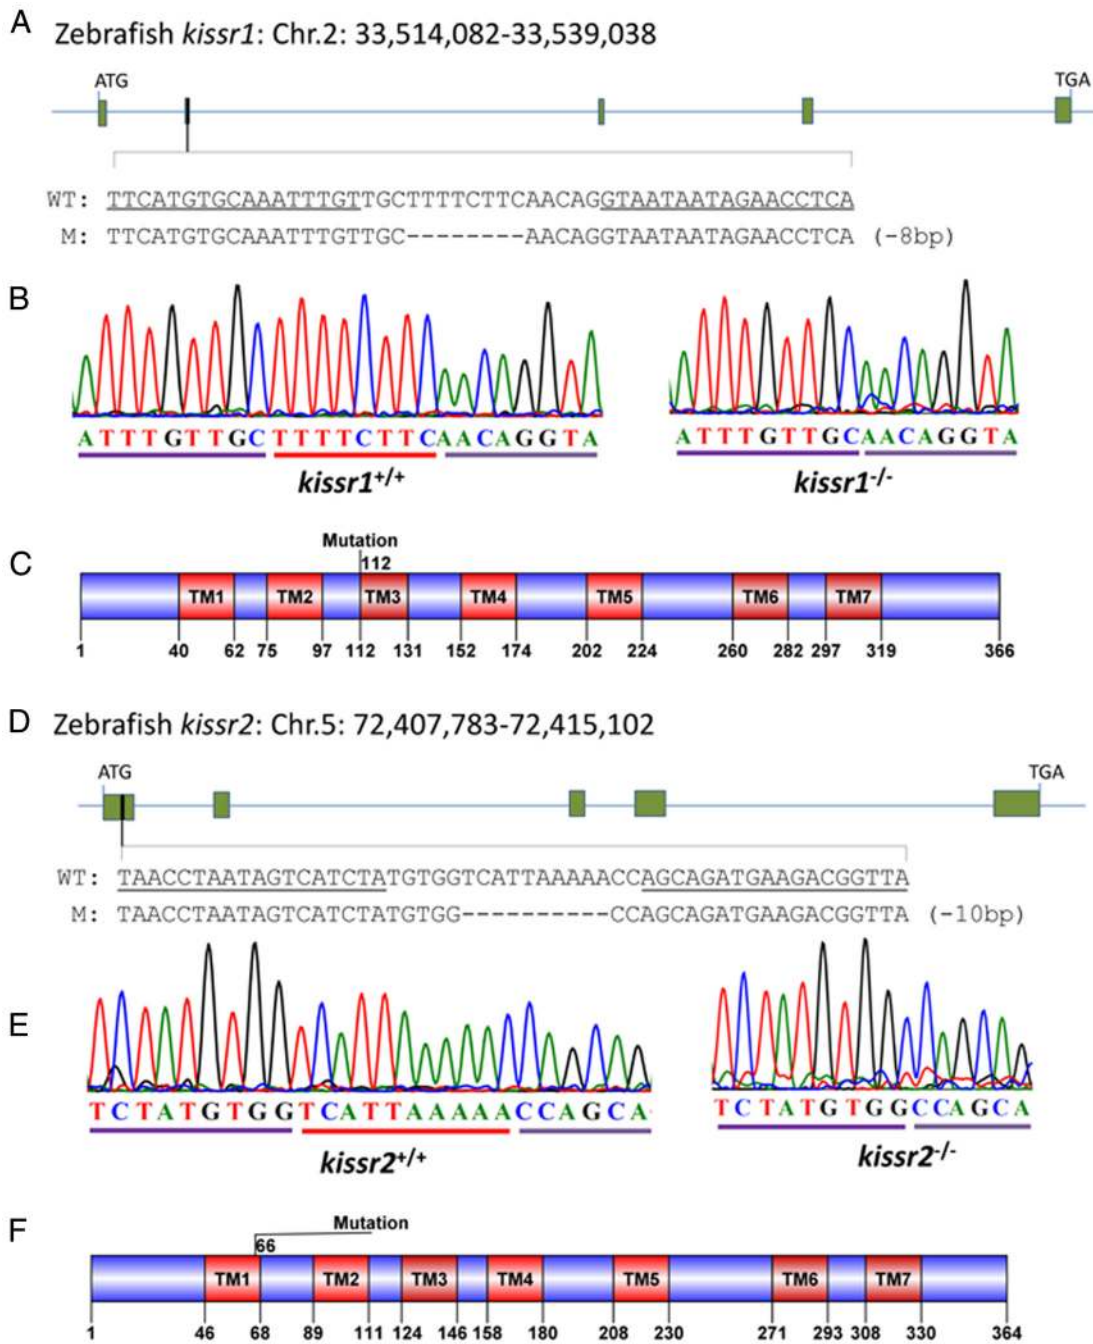 A
Zebrafish kissr1: Chr.2: 33,514,082-33,539,038
ATG TGA
WT: TTCATGTGCAAATTTGTTGCTTTTCTTCAACAGGTAATAATAGAACCTCA
M: TTCATGTGCAAATTTGTTGC--------AACAGGTAATAATAGAACCTCA (-8bp)
B
ATTTGTTGCTTTTCTTCAACAGGTA ATTTGTTGCAACAGGTA
kissr1+/+ kissr1-/-
C
Mutation
112
TM1 TM2 TM3 TM4 TM5 TM6 TM7
1 40 62 75 97 112 131 152 174 202 224 260 282 297 319 366
D
Zebrafish kissr2: Chr.5: 72,407,783-72,415,102
ATG TGA
WT: TAACCTAATAGTCATCTATGTGGTCATTAAAAACCAGCAGATGAAGACGGTTA
M: TAACCTAATAGTCATCTATGTGG----------CCAGCAGATGAAGACGGTTA (-10bp)
E
TCTATGTGGTCATTAAAAACCAGCA TCTATGTGGCCAGCA
kissr2+/+ kissr2-/-
F
Mutation
66
TM1 TM2 TM3 TM4 TM5 TM6 TM7
1 46 68 89 111 124 146 158 180 208 230 271 293 308 330 364